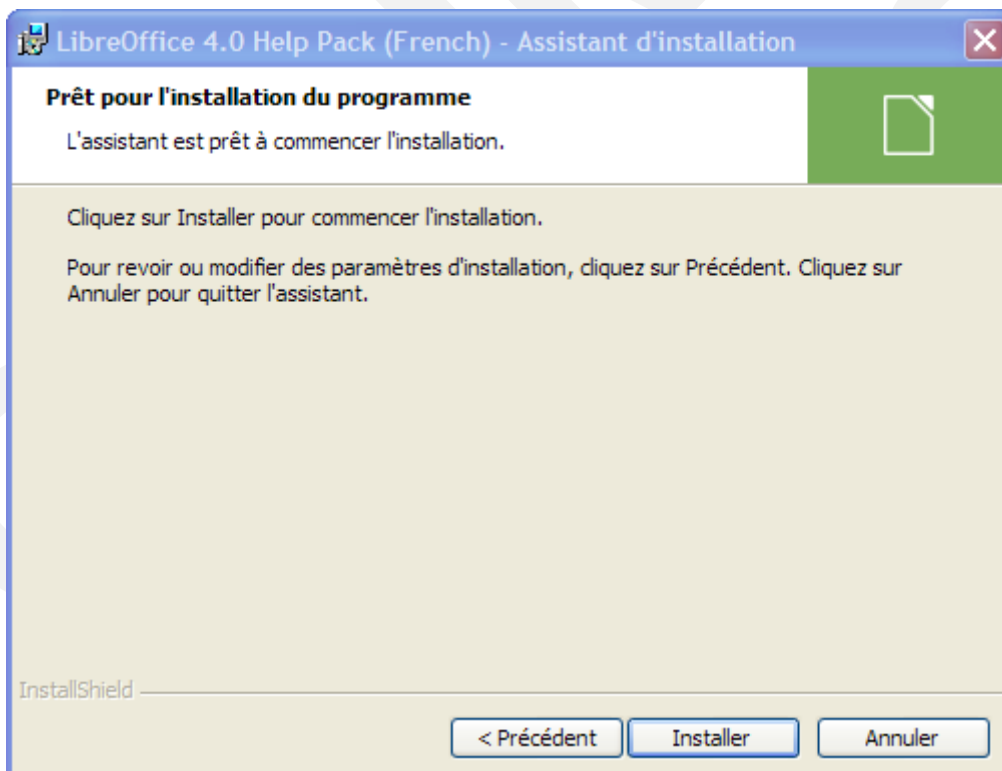 LibreOffice 4.0 Help Pack (French) - Assistant d'installation
Prêt pour l'installation du programme
L'assistant est prêt à commencer l'installation.
Cliquez sur Installer pour commencer l'installation.
Pour revoir ou modifier des paramètres d'installation, cliquez sur Précédent. Cliquez sur
Annuler pour quitter l'assistant.
InstallShield
< Précédent
Installer
Annuler